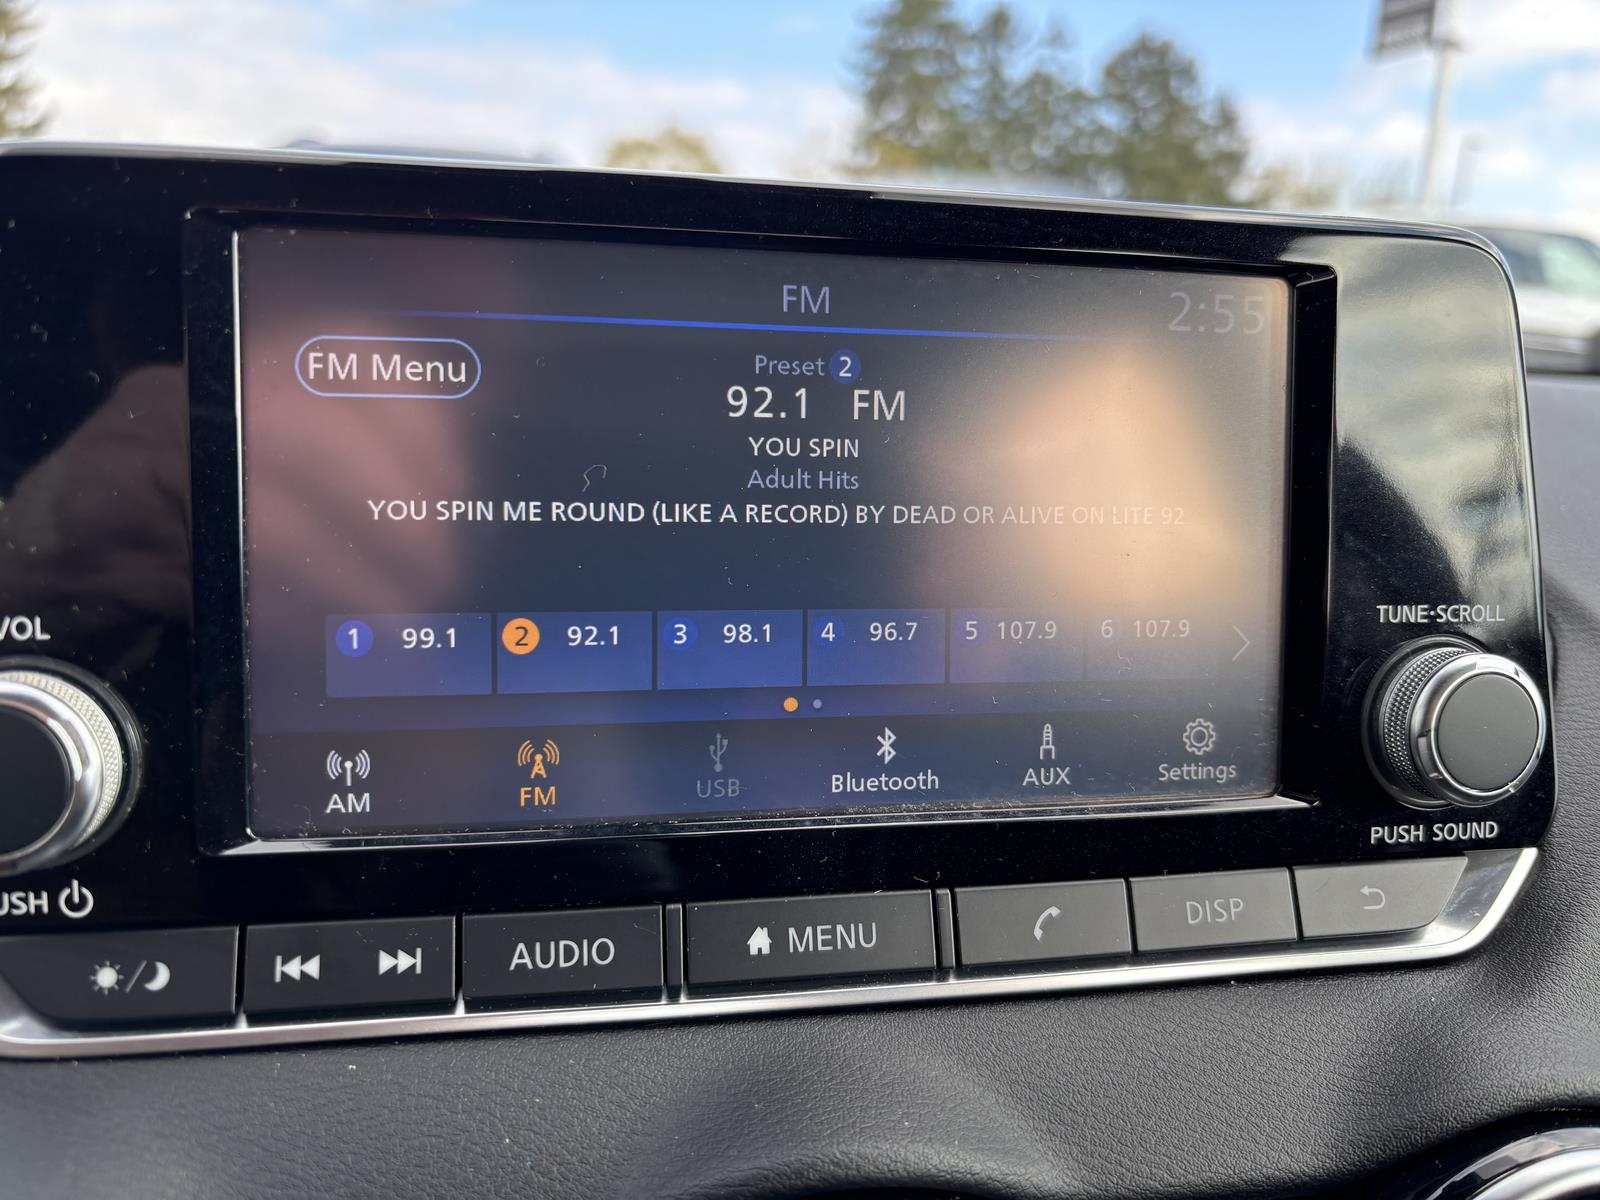 FM
2:55
FM Menu
Preset 2
92.1 FM
YOU SPIN
Adult Hits
YOU SPIN ME ROUND (LIKE A RECORD) BY DEAD OR ALIVE ON LITE 92
1 99.1 2 92.1 3 98.1 4 96.7 5 107.9 6 107.9
AM FM USB Bluetooth AUX Settings
VOL
USH
TUNE·SCROLL
PUSH SOUND
AUDIO MENU DISP